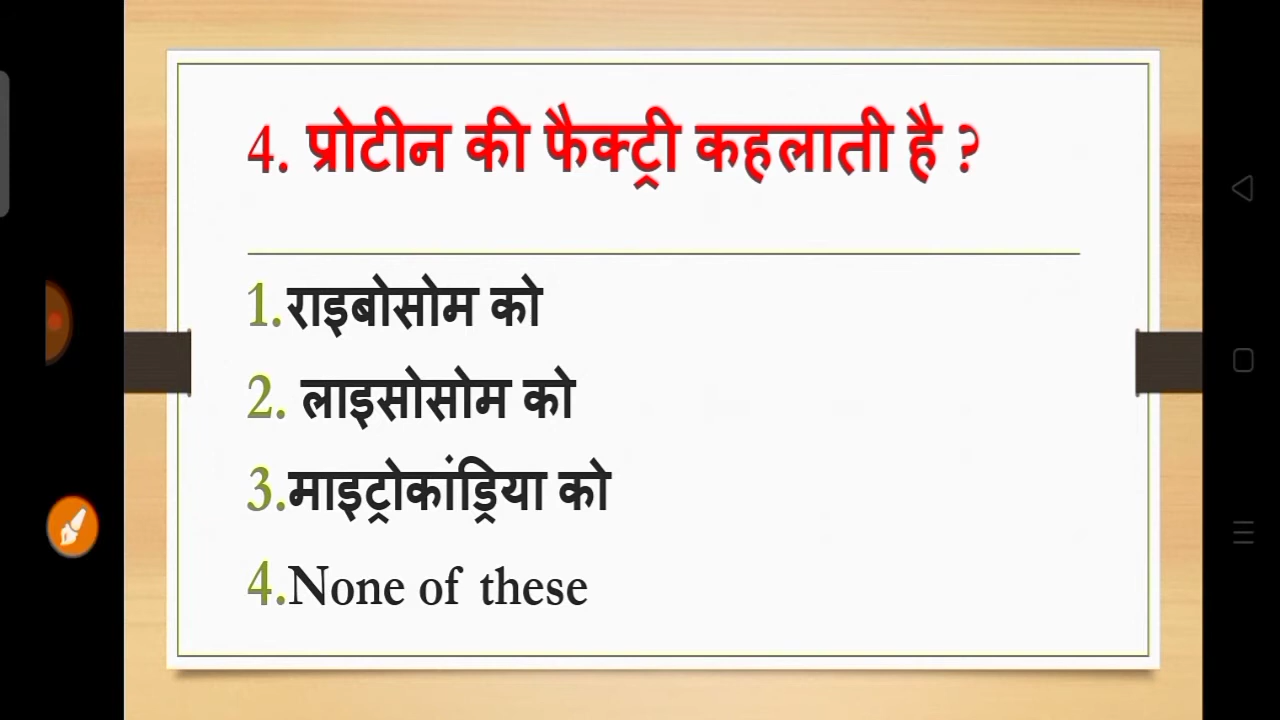 4. प्रोटीन की फैक्ट्री कहलाती है ?
1.राइबोसोम को
2. लाइसोसोम को
3.माइट्रोकांड्रिया को
4.None of these